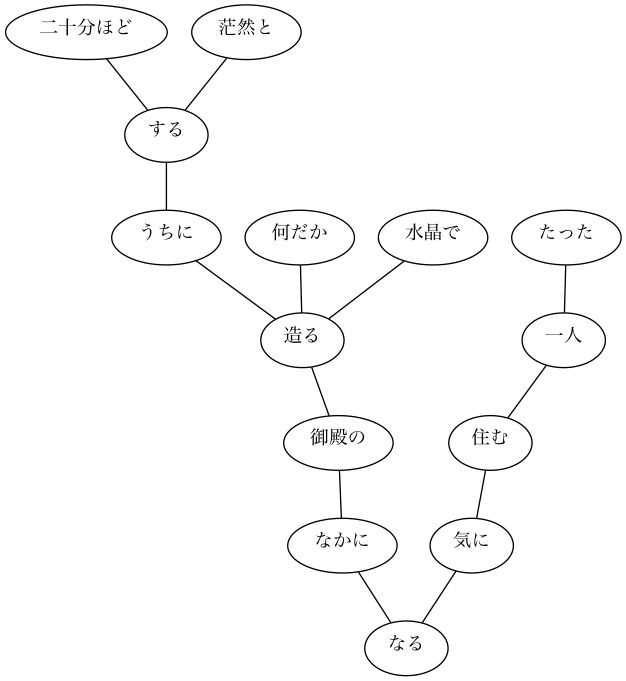 二十分ほど 茫然と
する
うちに 何だか 水晶で たった
造る 一人
御殿の 住む
なかに 気に
なる